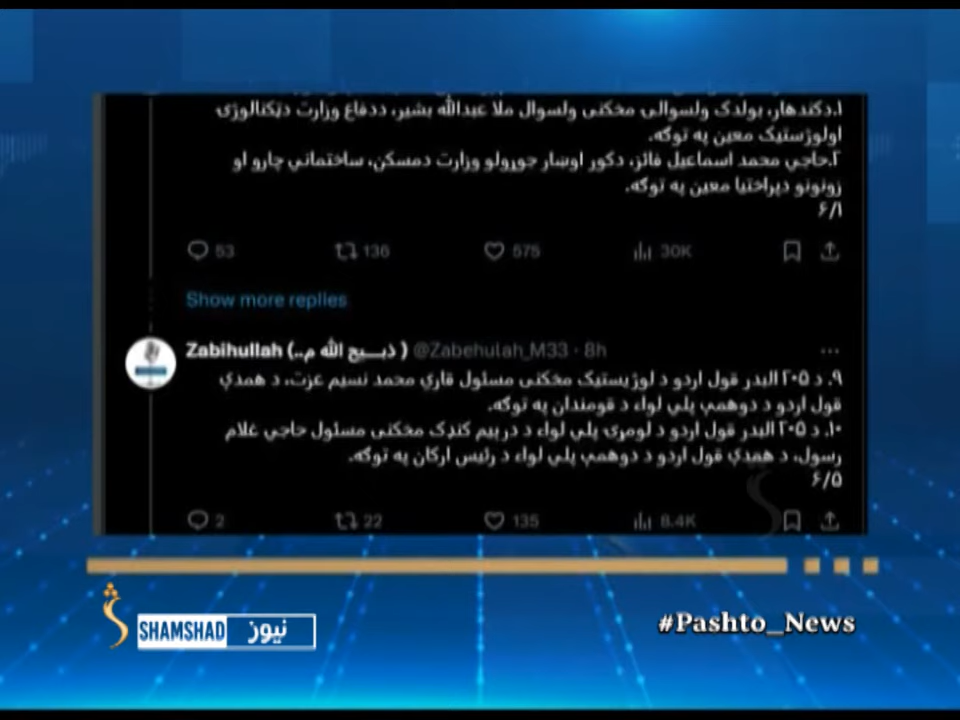 ۱.دکندهار، بولدک ولسوالۍ مخکنی ولسوال ملا عبدالله بشیر، ددفاع وزارت دټکنالوژۍ
اولوژستیک معین په توګه.
۲.حاجي محمد اسماعیل فائز، دکور اوښار جوړولو وزارت دمسکن، ساختماني چارو او
زونونو دپراختیا معین په توګه.
۶/۱
53 136 575 30K
Show more replies
Zabihullah (..ذبـــیح الله م ) @Zabehulah_M33 · 8h
۹. د ۲۰۵ البدر قول اردو د لوژیستیک مخکنی مسئول قاري محمد نسیم عزت، د همدې
قول اردو د دوهمې پلې لواء د قومندان په توګه.
۱۰. د ۲۰۵ البدر قول اردو د لومړۍ پلې لواء د درېیم کنډک مخکنی مسئول حاجي غلام
رسول، د همدې قول اردو د دوهمې پلې لواء د رئیس ارکان په توګه.
۶/۵
2 22 135 8.4K
SHAMSHAD نیوز
#Pashto_News